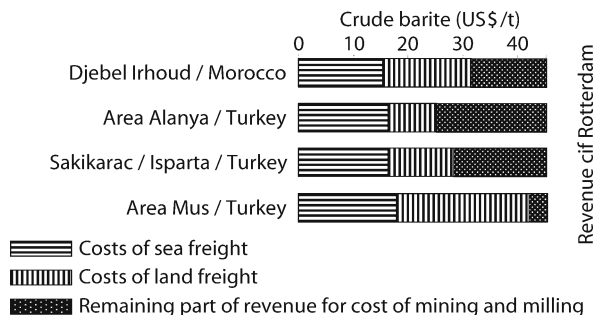 Crude barite (US$/t)
0 10 20 30 40
Djebel Irhoud / Morocco
Area Alanya / Turkey
Sakikarac / Isparta / Turkey
Area Mus / Turkey
Revenue cif Rotterdam
Costs of sea freight
Costs of land freight
Remaining part of revenue for cost of mining and milling